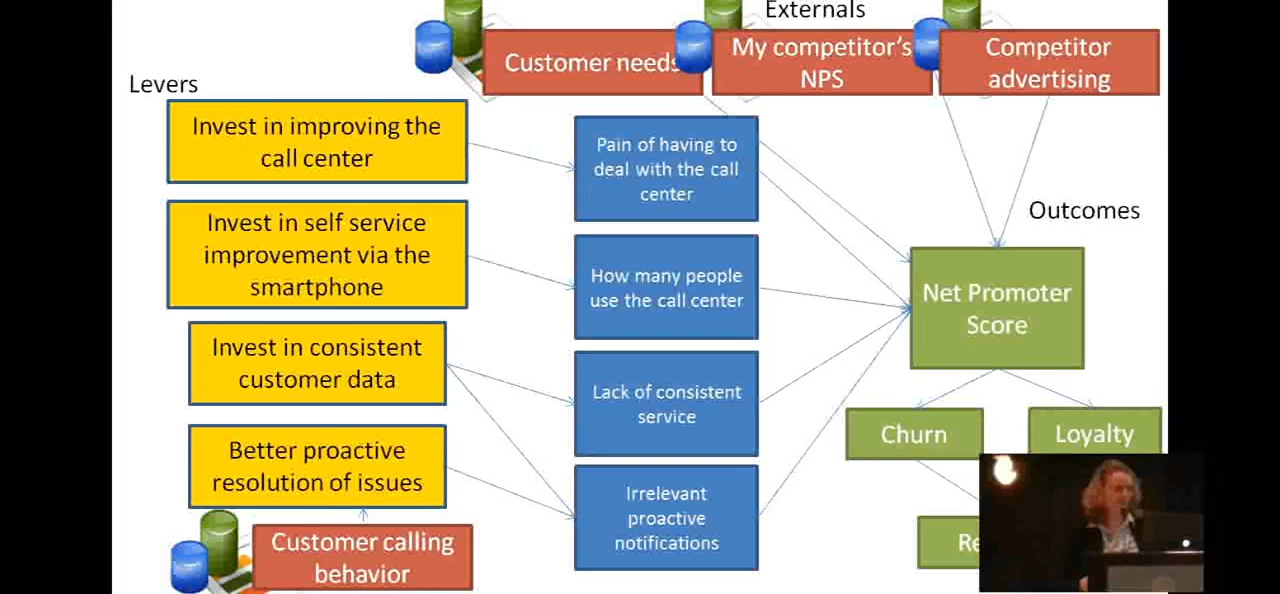 Externals
Customer needs
My competitor's
NPS
Competitor
advertising
Levers
Invest in improving the
call center
Pain of having to
deal with the call
center
Outcomes
Invest in self service
improvement via the
smartphone
How many people
use the call center
Net Promoter
Score
Invest in consistent
customer data
Lack of consistent
service
Churn
Loyalty
Better proactive
resolution of issues
Irrelevant
proactive
notifications
Customer calling
behavior